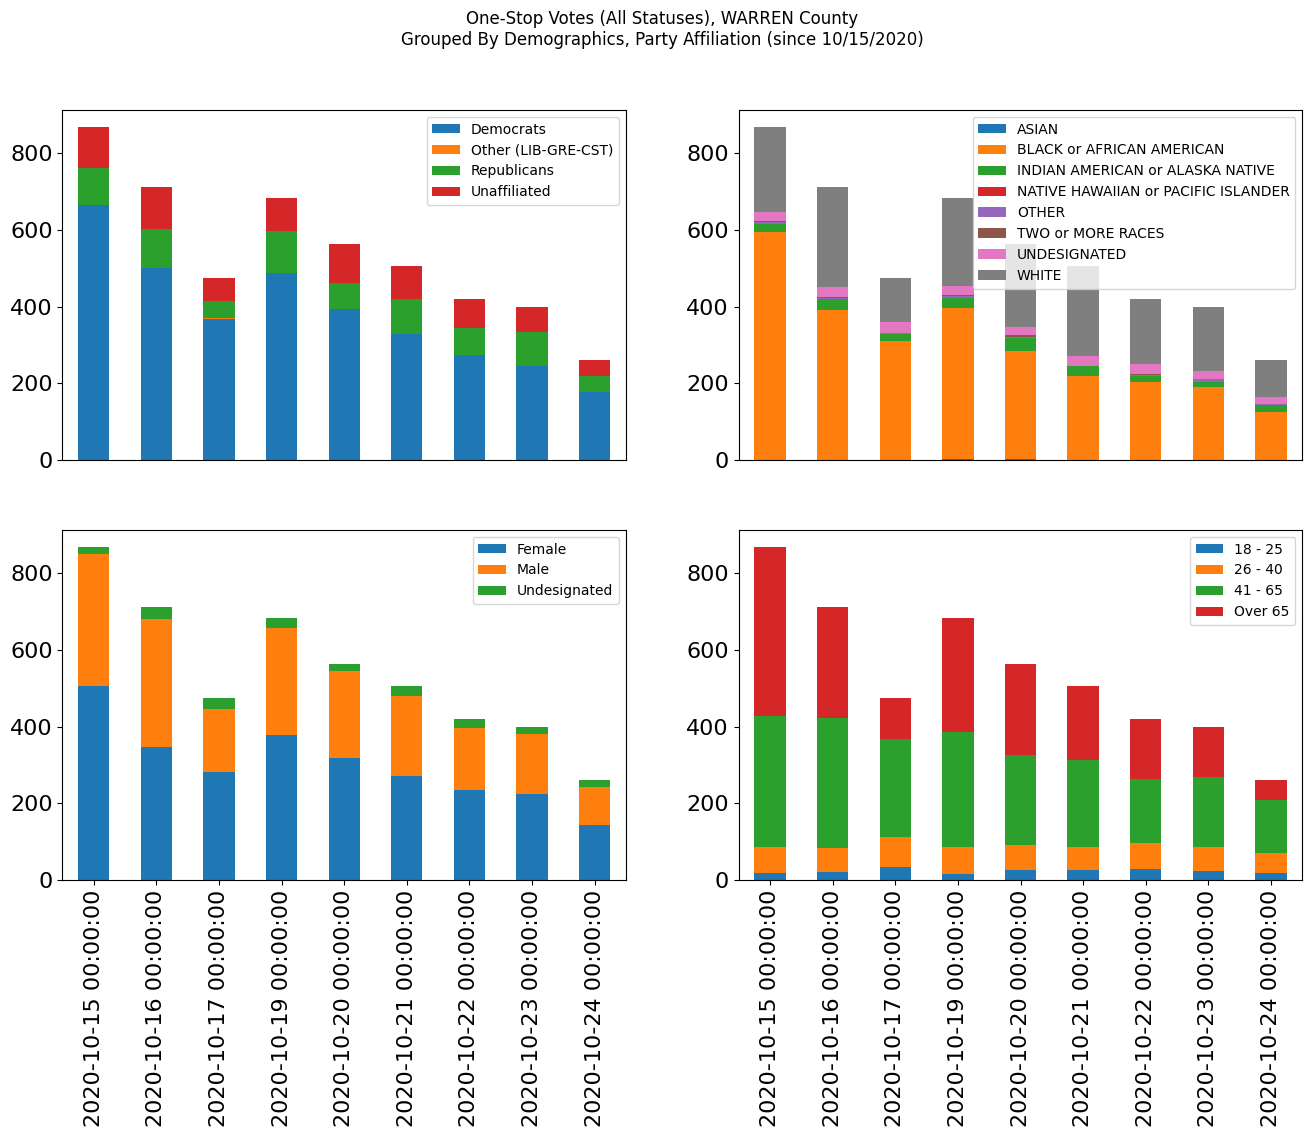 One-Stop Votes (All Statuses), WARREN County
Grouped By Demographics, Party Affiliation (since 10/15/2020)
800
600
400
200
0
Democrats
Other (LIB-GRE-CST)
Republicans
Unaffiliated
800
600
400
200
0
ASIAN
BLACK or AFRICAN AMERICAN
INDIAN AMERICAN or ALASKA NATIVE
NATIVE HAWAIIAN or PACIFIC ISLANDER
OTHER
TWO or MORE RACES
UNDESIGNATED
WHITE
800
600
400
200
0
Female
Male
Undesignated
2020-10-15 00:00:00
2020-10-16 00:00:00
2020-10-17 00:00:00
2020-10-19 00:00:00
2020-10-20 00:00:00
2020-10-21 00:00:00
2020-10-22 00:00:00
2020-10-23 00:00:00
2020-10-24 00:00:00
800
600
400
200
0
18 - 25
26 - 40
41 - 65
Over 65
2020-10-15 00:00:00
2020-10-16 00:00:00
2020-10-17 00:00:00
2020-10-19 00:00:00
2020-10-20 00:00:00
2020-10-21 00:00:00
2020-10-22 00:00:00
2020-10-23 00:00:00
2020-10-24 00:00:00